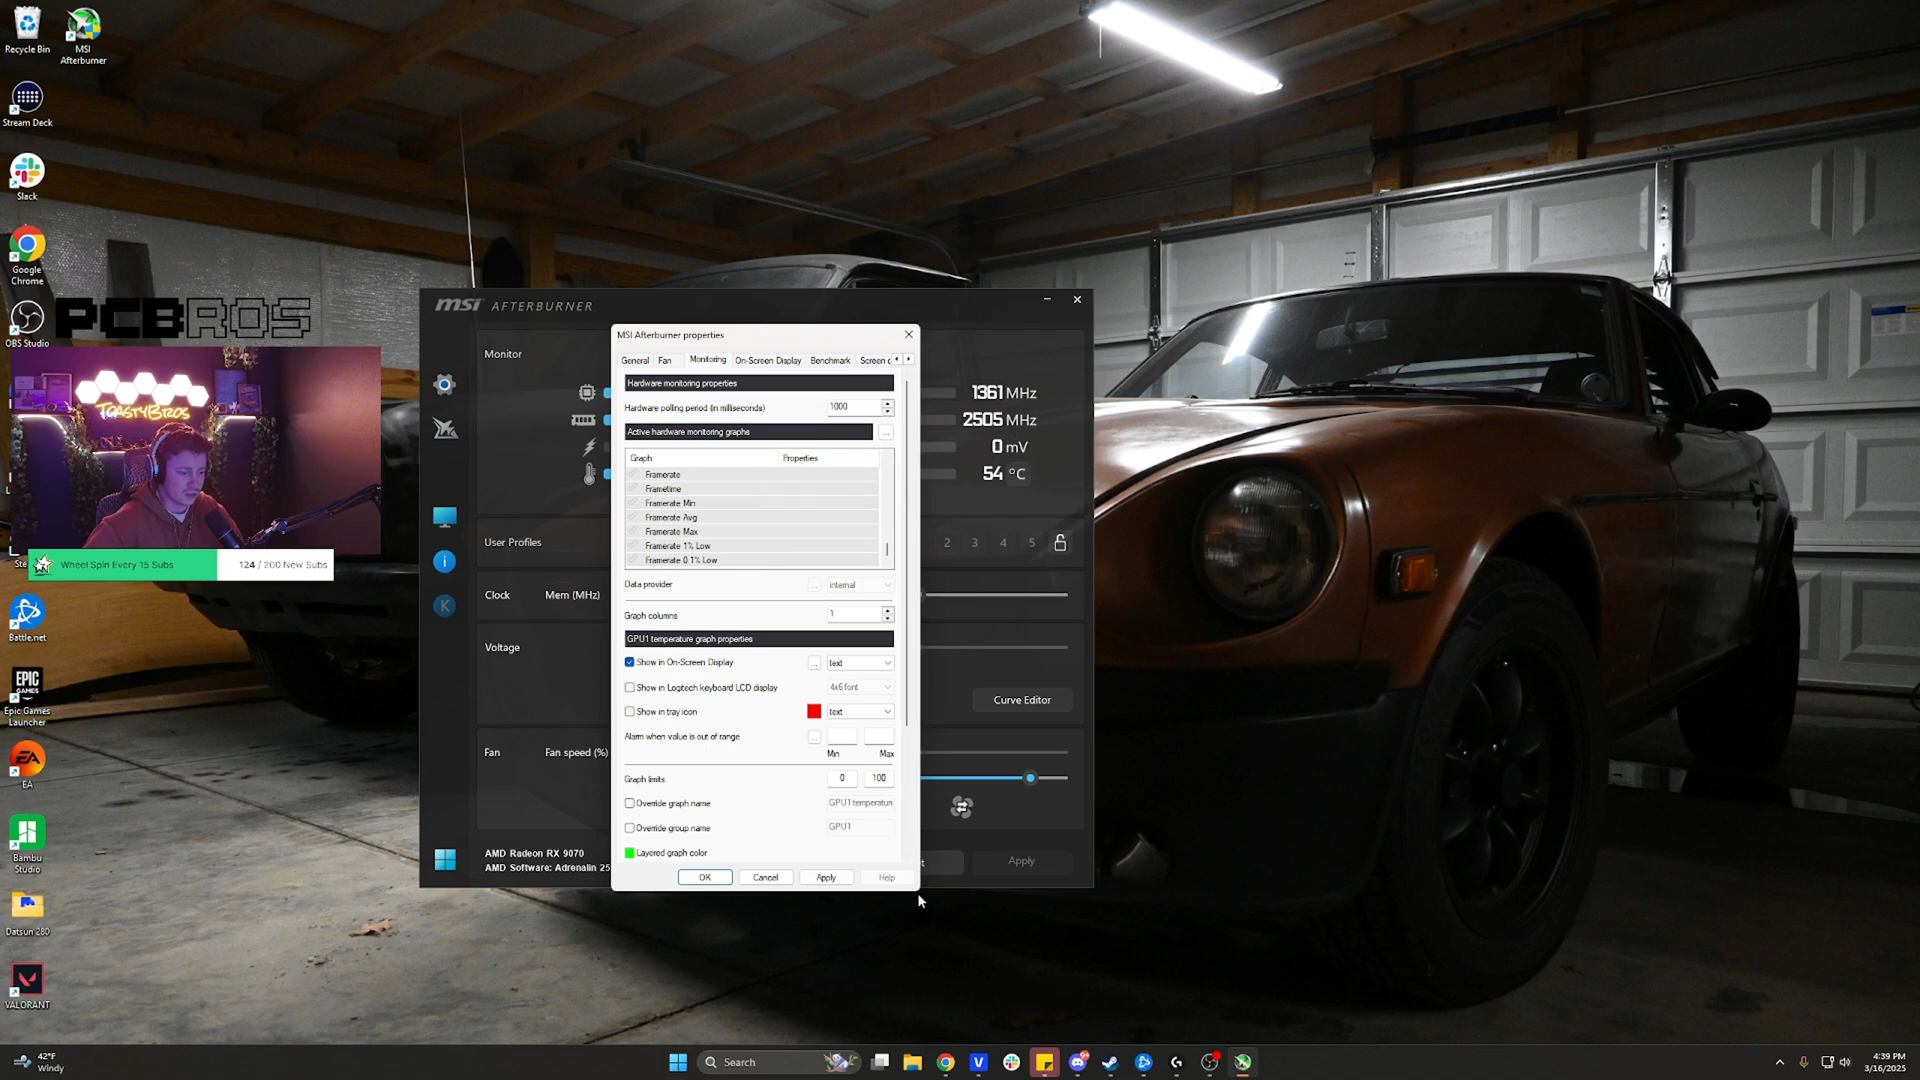 Recycle Bin
MSI
Afterburner
Stream Deck
Slack
Google
Chrome
OBS Studio
PCBROS
TOASTYBROS
Wheel Spin Every 15 Subs
124 / 200 New Subs
Ste
Battle.net
EPIC
GAMES
Epic Games
Launcher
EA
EA
Bambu
Studio
Datsun 280
VALORANT
msi AFTERBURNER
Monitor
1361 MHz
2505 MHz
0 mV
54 °C
User Profiles
2 3 4 5
Clock
Mem (MHz)
Voltage
Curve Editor
Fan
Fan speed (%)
i
K
AMD Radeon RX 9070
AMD Software: Adrenalin 25
t
Apply
MSI Afterburner properties
General Fan Monitoring On-Screen Display Benchmark Screen c
Hardware monitoring properties
Hardware polling period (in milliseconds)
1000
Active hardware monitoring graphs
...
Graph
Properties
Framerate
Frametime
Framerate Min
Framerate Avg
Framerate Max
Framerate 1% Low
Framerate 0.1% Low
Data provider
... internal
Graph columns
1
GPU1 temperature graph properties
Show in On-Screen Display
... text
Show in Logitech keyboard LCD display
4x6 font
Show in tray icon
text
Alarm when value is out of range
...
Min Max
Graph limits
0 100
Override graph name
GPU1 temperatun
Override group name
GPU1
Layered graph color
OK Cancel Apply Help
42°F
Windy
Search
V
4:39 PM
3/16/2025